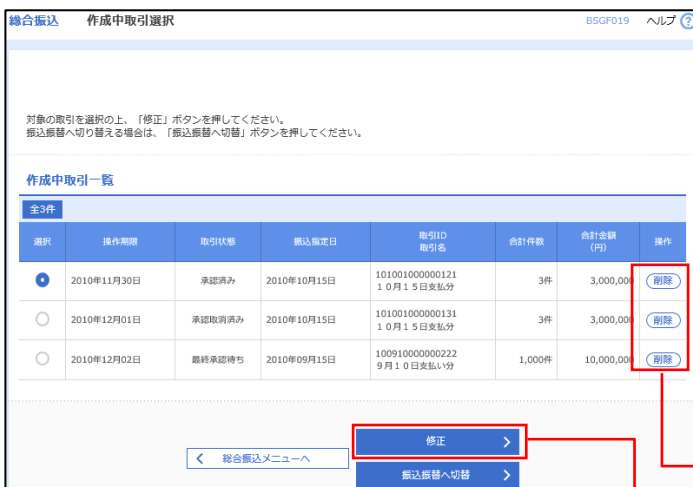 総合振込 作成中取引選択 BSGF019 ヘルプ ?
対象の取引を選択の上、「修正」ボタンを押してください。
振込振替へ切り替える場合は、「振込振替へ切替」ボタンを押してください。
作成中取引一覧
全3件
選択 操作期限 取引状態 振込指定日 取引ID 合計件数 合計金額 操作
取引名 (円)
2010年11月30日 承認済み 2010年10月15日 101001000000121 3件 3,000,000 削除
10月15日支払分
2010年12月01日 承認取消済み 2010年10月15日 101001000000131 3件 3,000,000 削除
10月15日支払分
2010年12月02日 最終承認待ち 2010年09月15日 100910000000222 1,000件 10,000,000 削除
9月10日支払い分
修正
総合振込メニューへ
振込振替へ切替